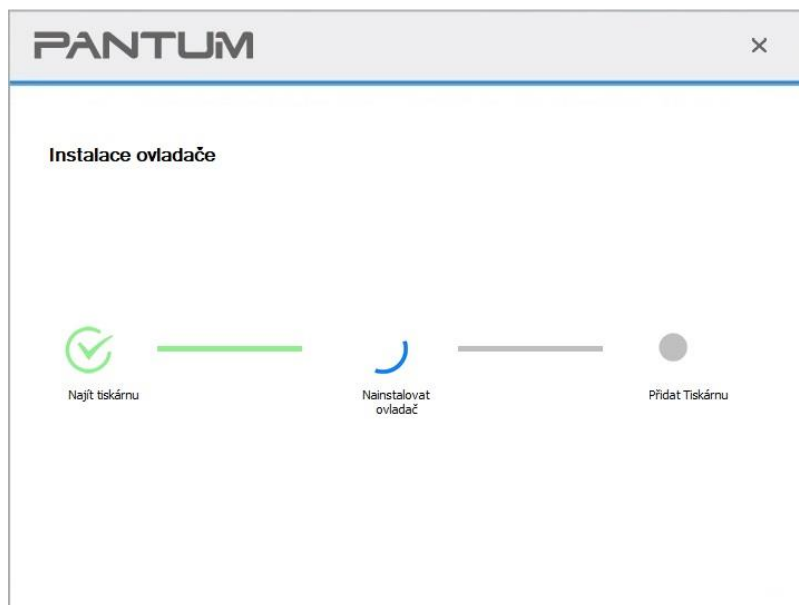 PANTUM
Instalace ovladače
Najít tiskárnu
Nainstalovat
ovladač
Přidat Tiskárnu